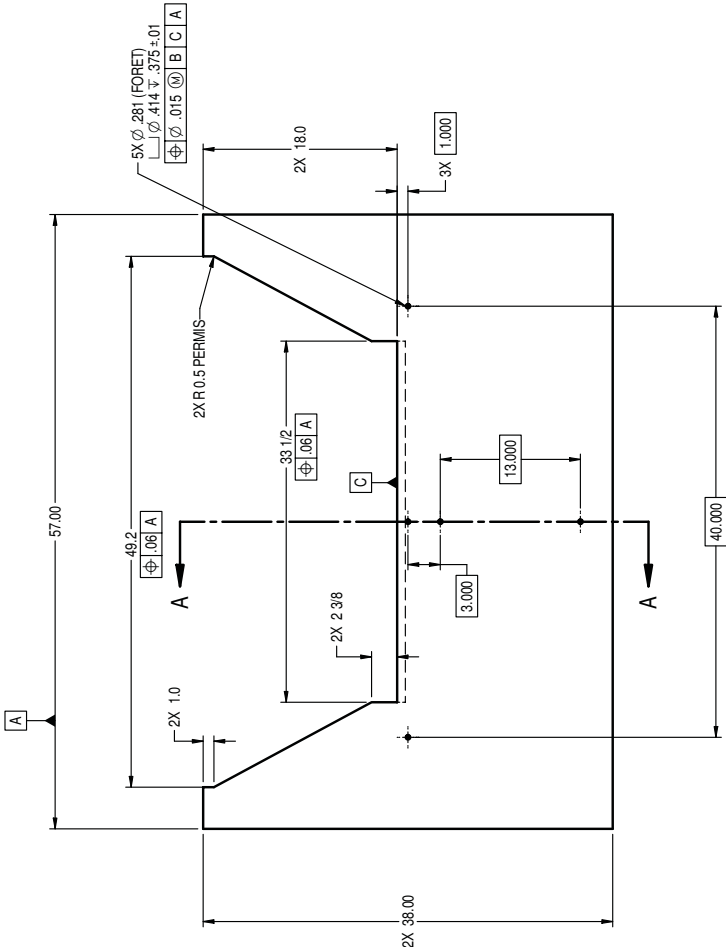 5X Ø .281 (FORET)
⌴ Ø .414 ↧ .375 ±.01
⌖ Ø .015 Ⓜ B C A
2X 18.0
3X 1.000
57.00
A
49.2
⌖ .06 A
2X R 0.5 PERMIS
33 1/2
⌖ .06 A
C
13.000
40.000
3.000
A
A
2X 2 3/8
2X 1.0
2X 38.00